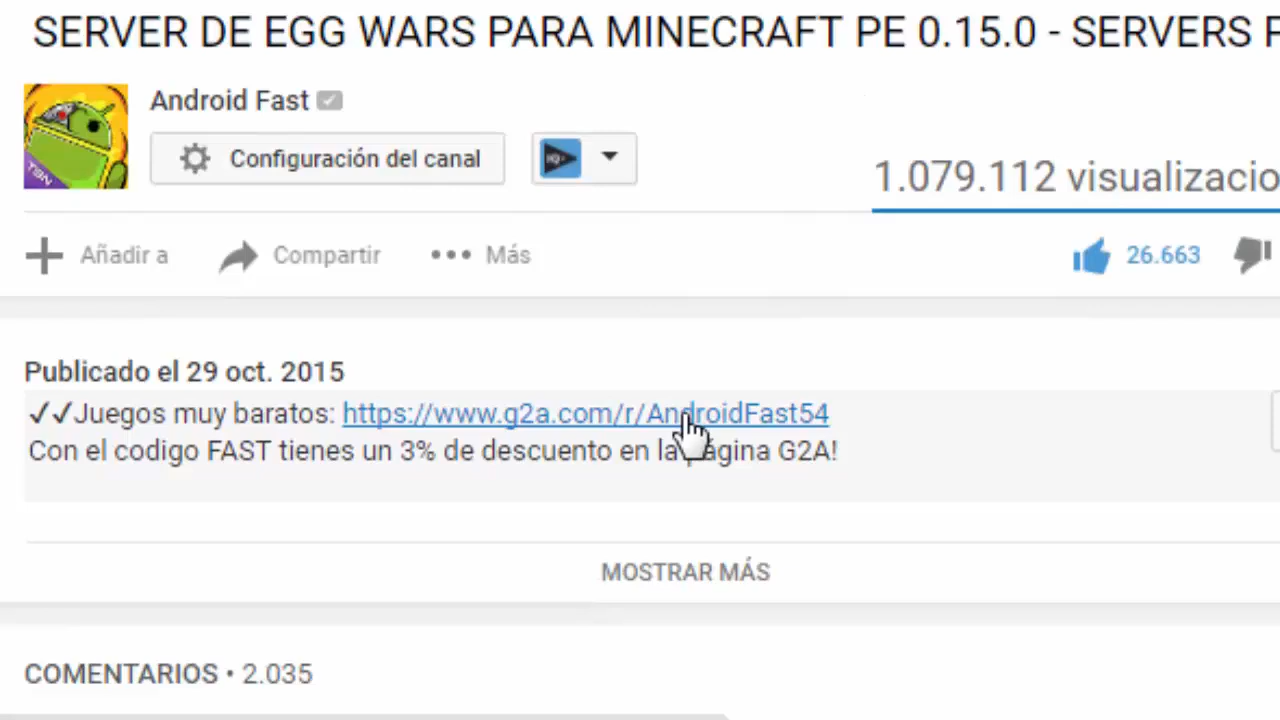 SERVER DE EGG WARS PARA MINECRAFT PE 0.15.0 - SERVERS P
Android Fast
TGN
Configuración del canal
HQ+
1.079.112 visualizacio
Añadir a
Compartir
Más
26.663
Publicado el 29 oct. 2015
✓✓Juegos muy baratos: https://www.g2a.com/r/AndroidFast54
Con el codigo FAST tienes un 3% de descuento en la página G2A!
MOSTRAR MÁS
COMENTARIOS • 2.035